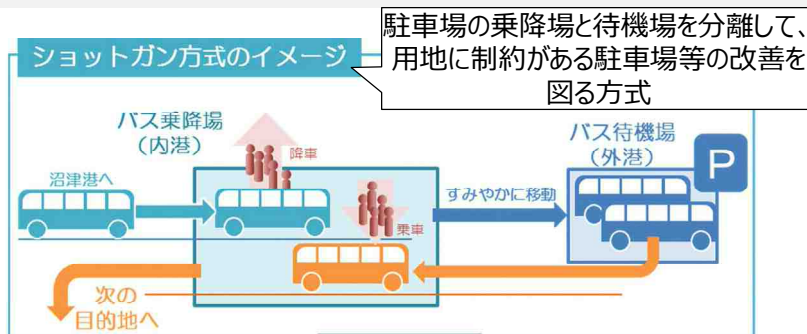 ショットガン方式のイメージ
駐車場の乗降場と待機場を分離して、
用地に制約がある駐車場等の改善を
図る方式
バス乗降場
（内港）
バス待機場
（外港）
P
降車
沼津港へ
すみやかに移動
乗車
次の
目的地へ